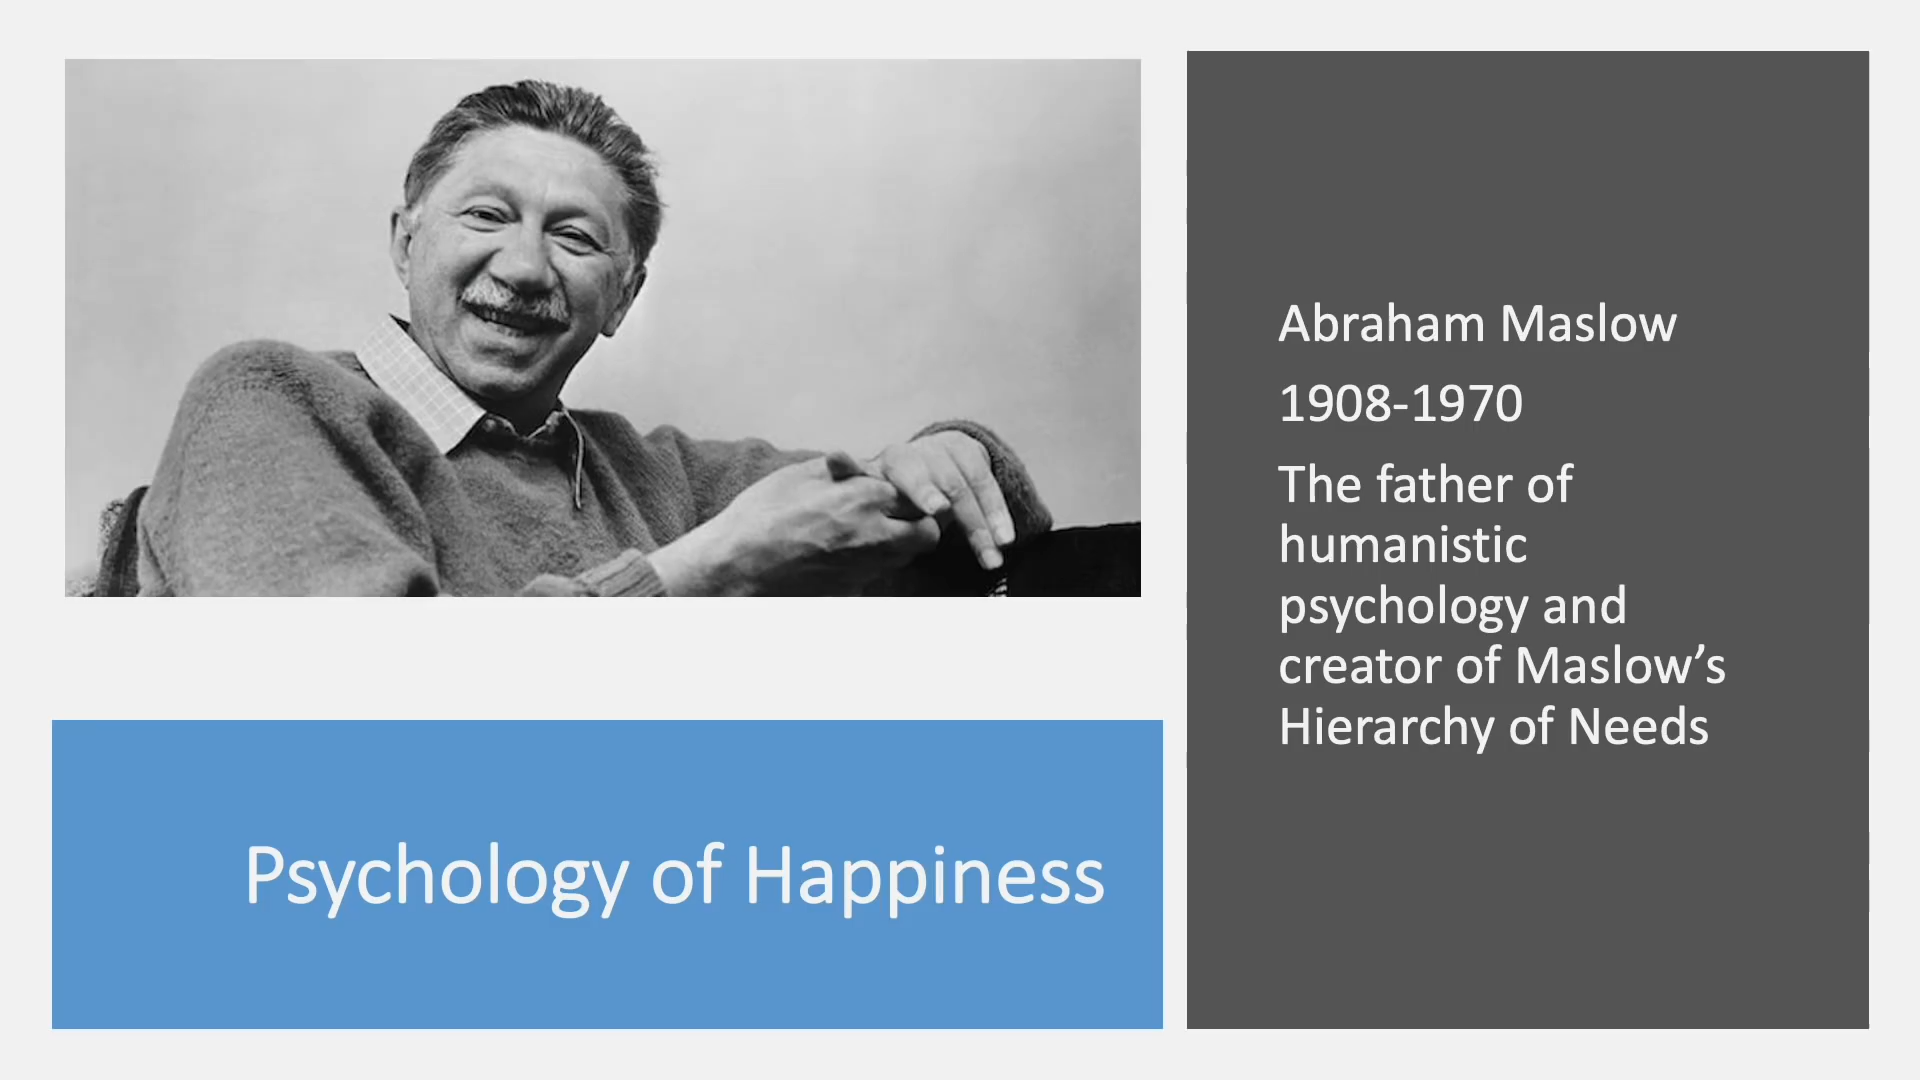 Abraham Maslow
1908-1970
The father of
humanistic
psychology and
creator of Maslow’s
Hierarchy of Needs
Psychology of Happiness